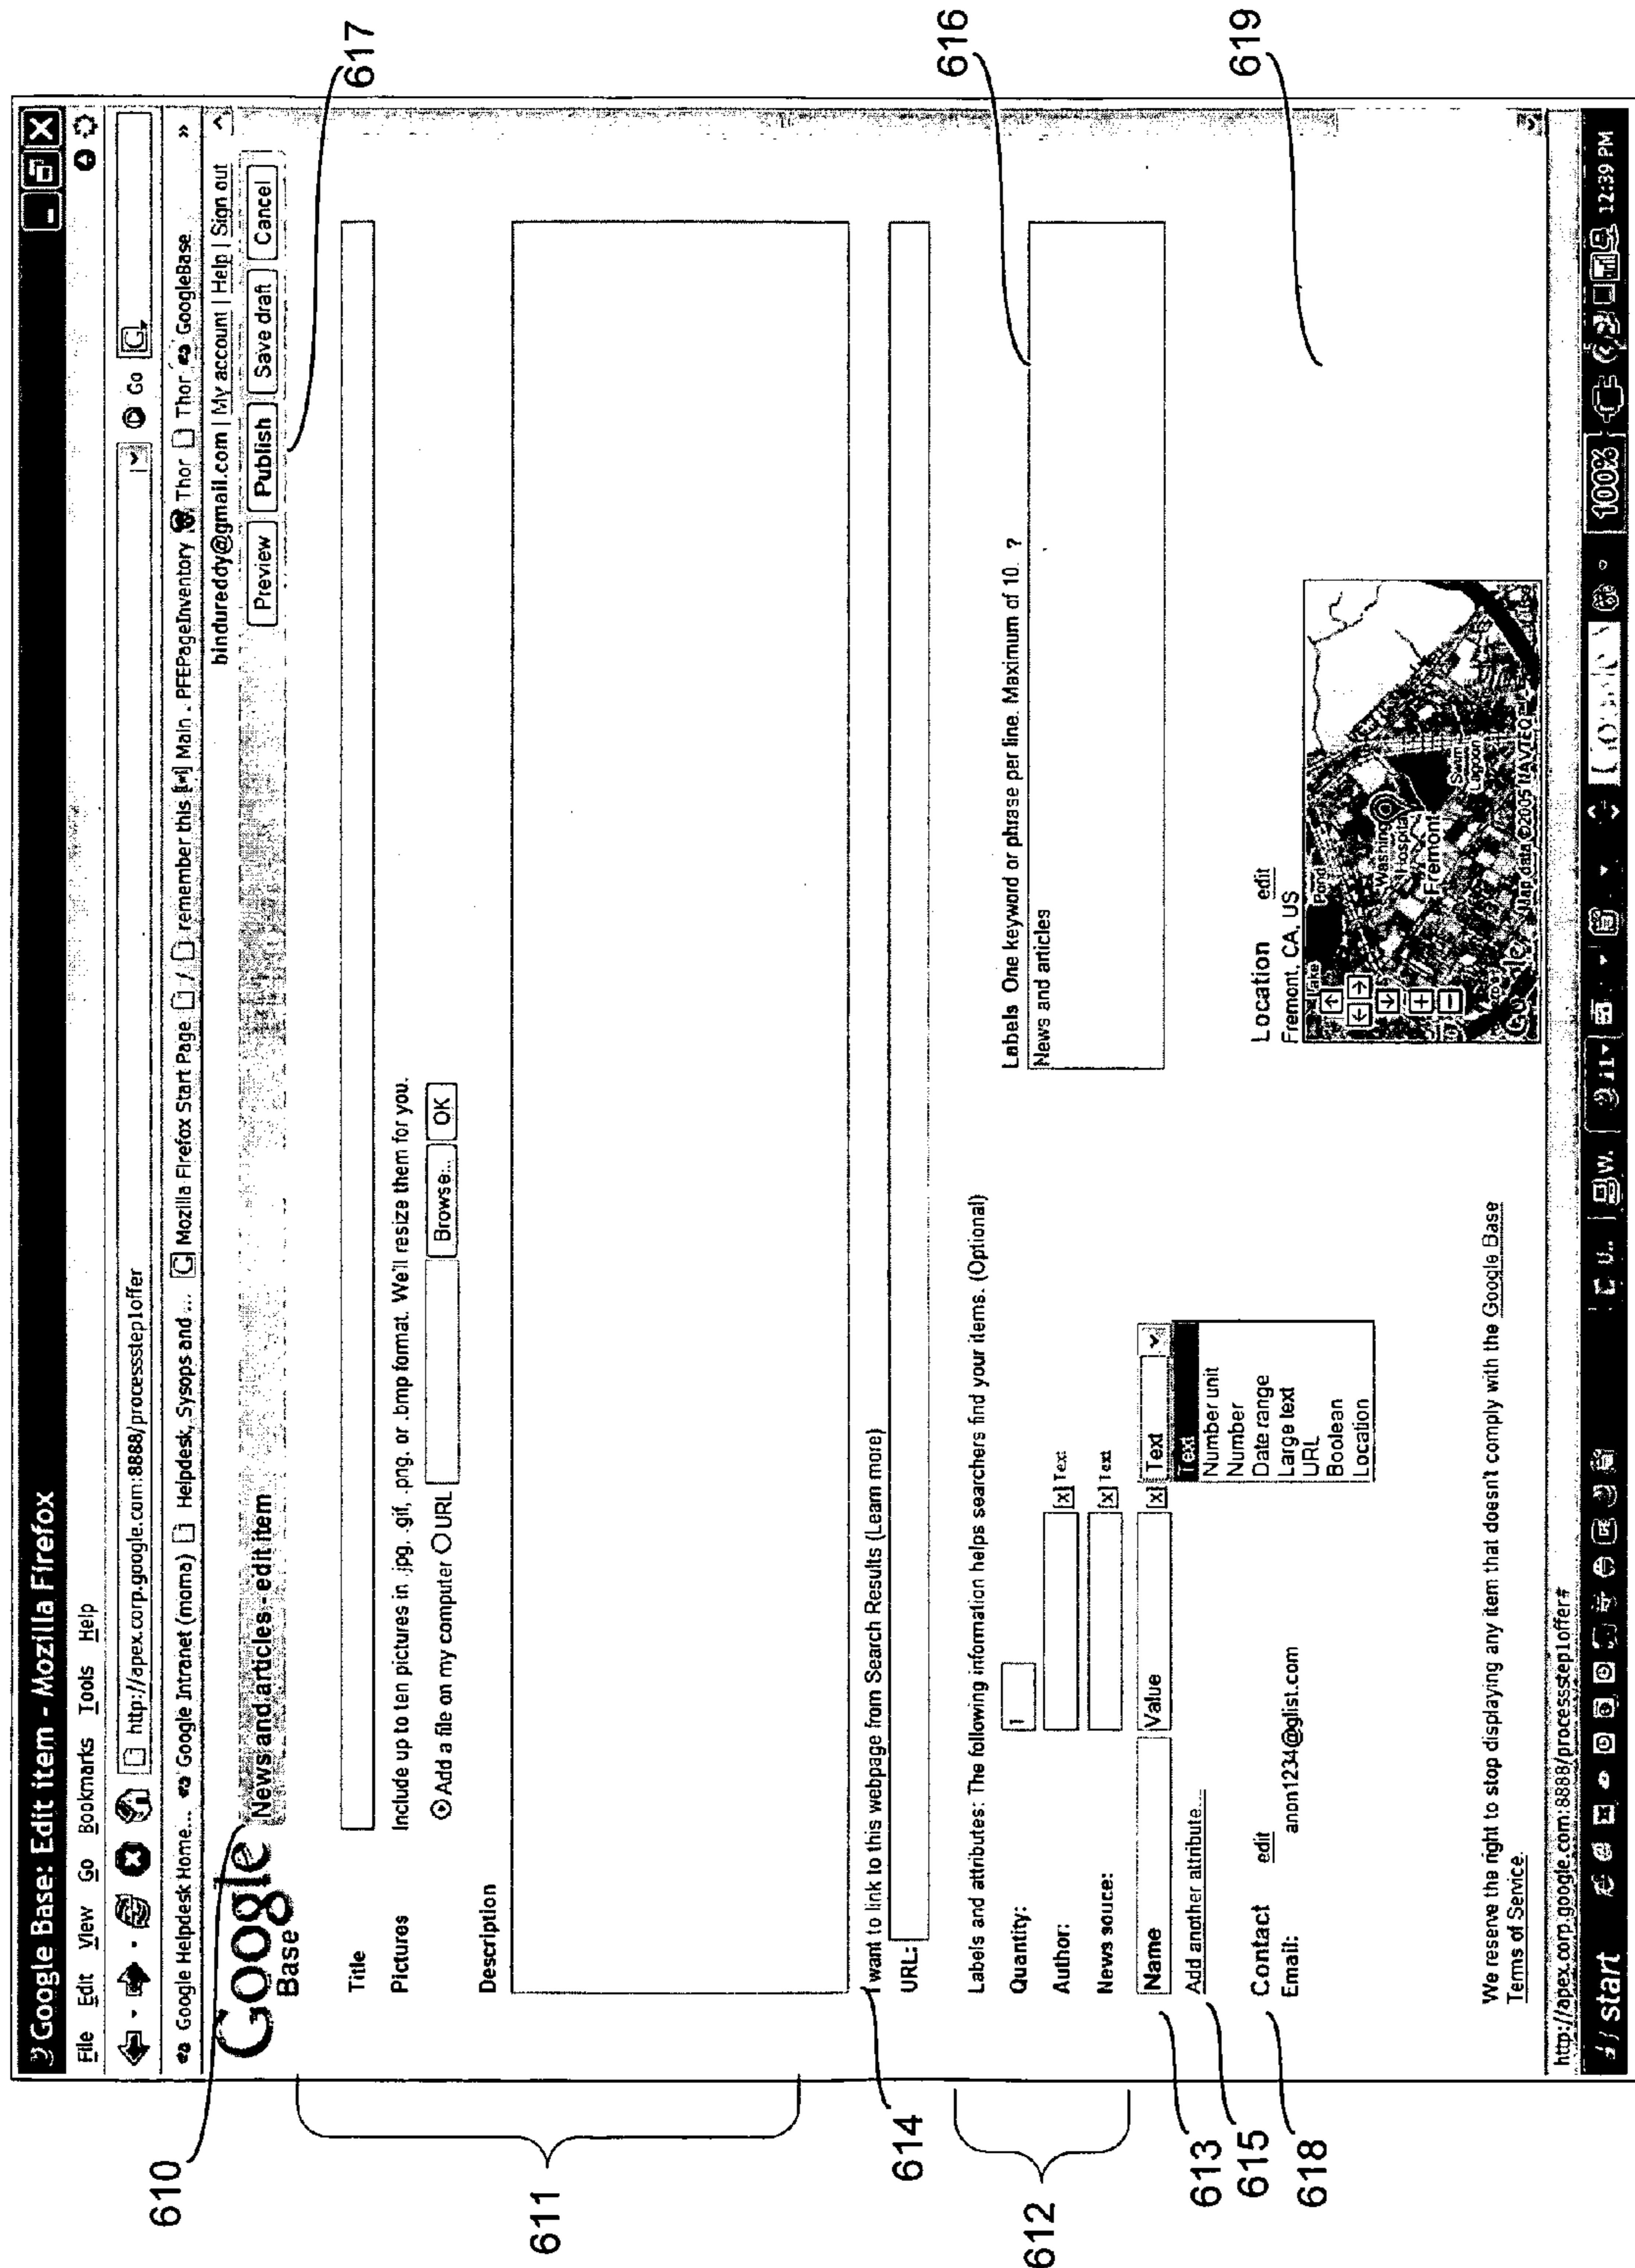 Google Base: Edit item - Mozilla Firefox
File Edit View Go Bookmarks Tools Help
http://apex.corp.google.com:8888/processstep1offer
Go
Google Helpdesk Home... Google Intranet (moma) Helpdesk, Sysops and ... Mozilla Firefox Start Page / remember this Main . PFEPageInventory Thor Thor GoogleBase »
bindureddy@gmail.com | My account | Help | Sign out
Google
Base
News and articles - edit item
Preview Publish Save draft Cancel
610
617
611
Title
Pictures Include up to ten pictures in .jpg, .gif, .png, or .bmp format. We'll resize them for you.
Add a file on my computer URL Browse... OK
Description
614
I want to link to this webpage from Search Results (Learn more)
URL:
612
Labels and attributes: The following information helps searchers find your items. (Optional)
Quantity: 1
Author: [x] Text
News souce: [x] Text
613
Name Value [x] Text
Text
Number unit
Number
Date range
Large text
URL
Boolean
Location
615
Add another attribute...
616
Labels One keyword or phrase per line. Maximum of 10. ?
News and articles
618
Contact edit
Email: anon1234@glist.com
619
Location edit
Fremont, CA, US
Lake
Pond
Washing
Hospital
Fremont
Swim
Lagoon
Google
Map data ©2005 NAVTEQ
We reserve the right to stop displaying any item that doesn't comply with the Google Base
Terms of Service.
http://apex.corp.google.com:8888/processstep1offer#
start
W.
100%
12:39 PM